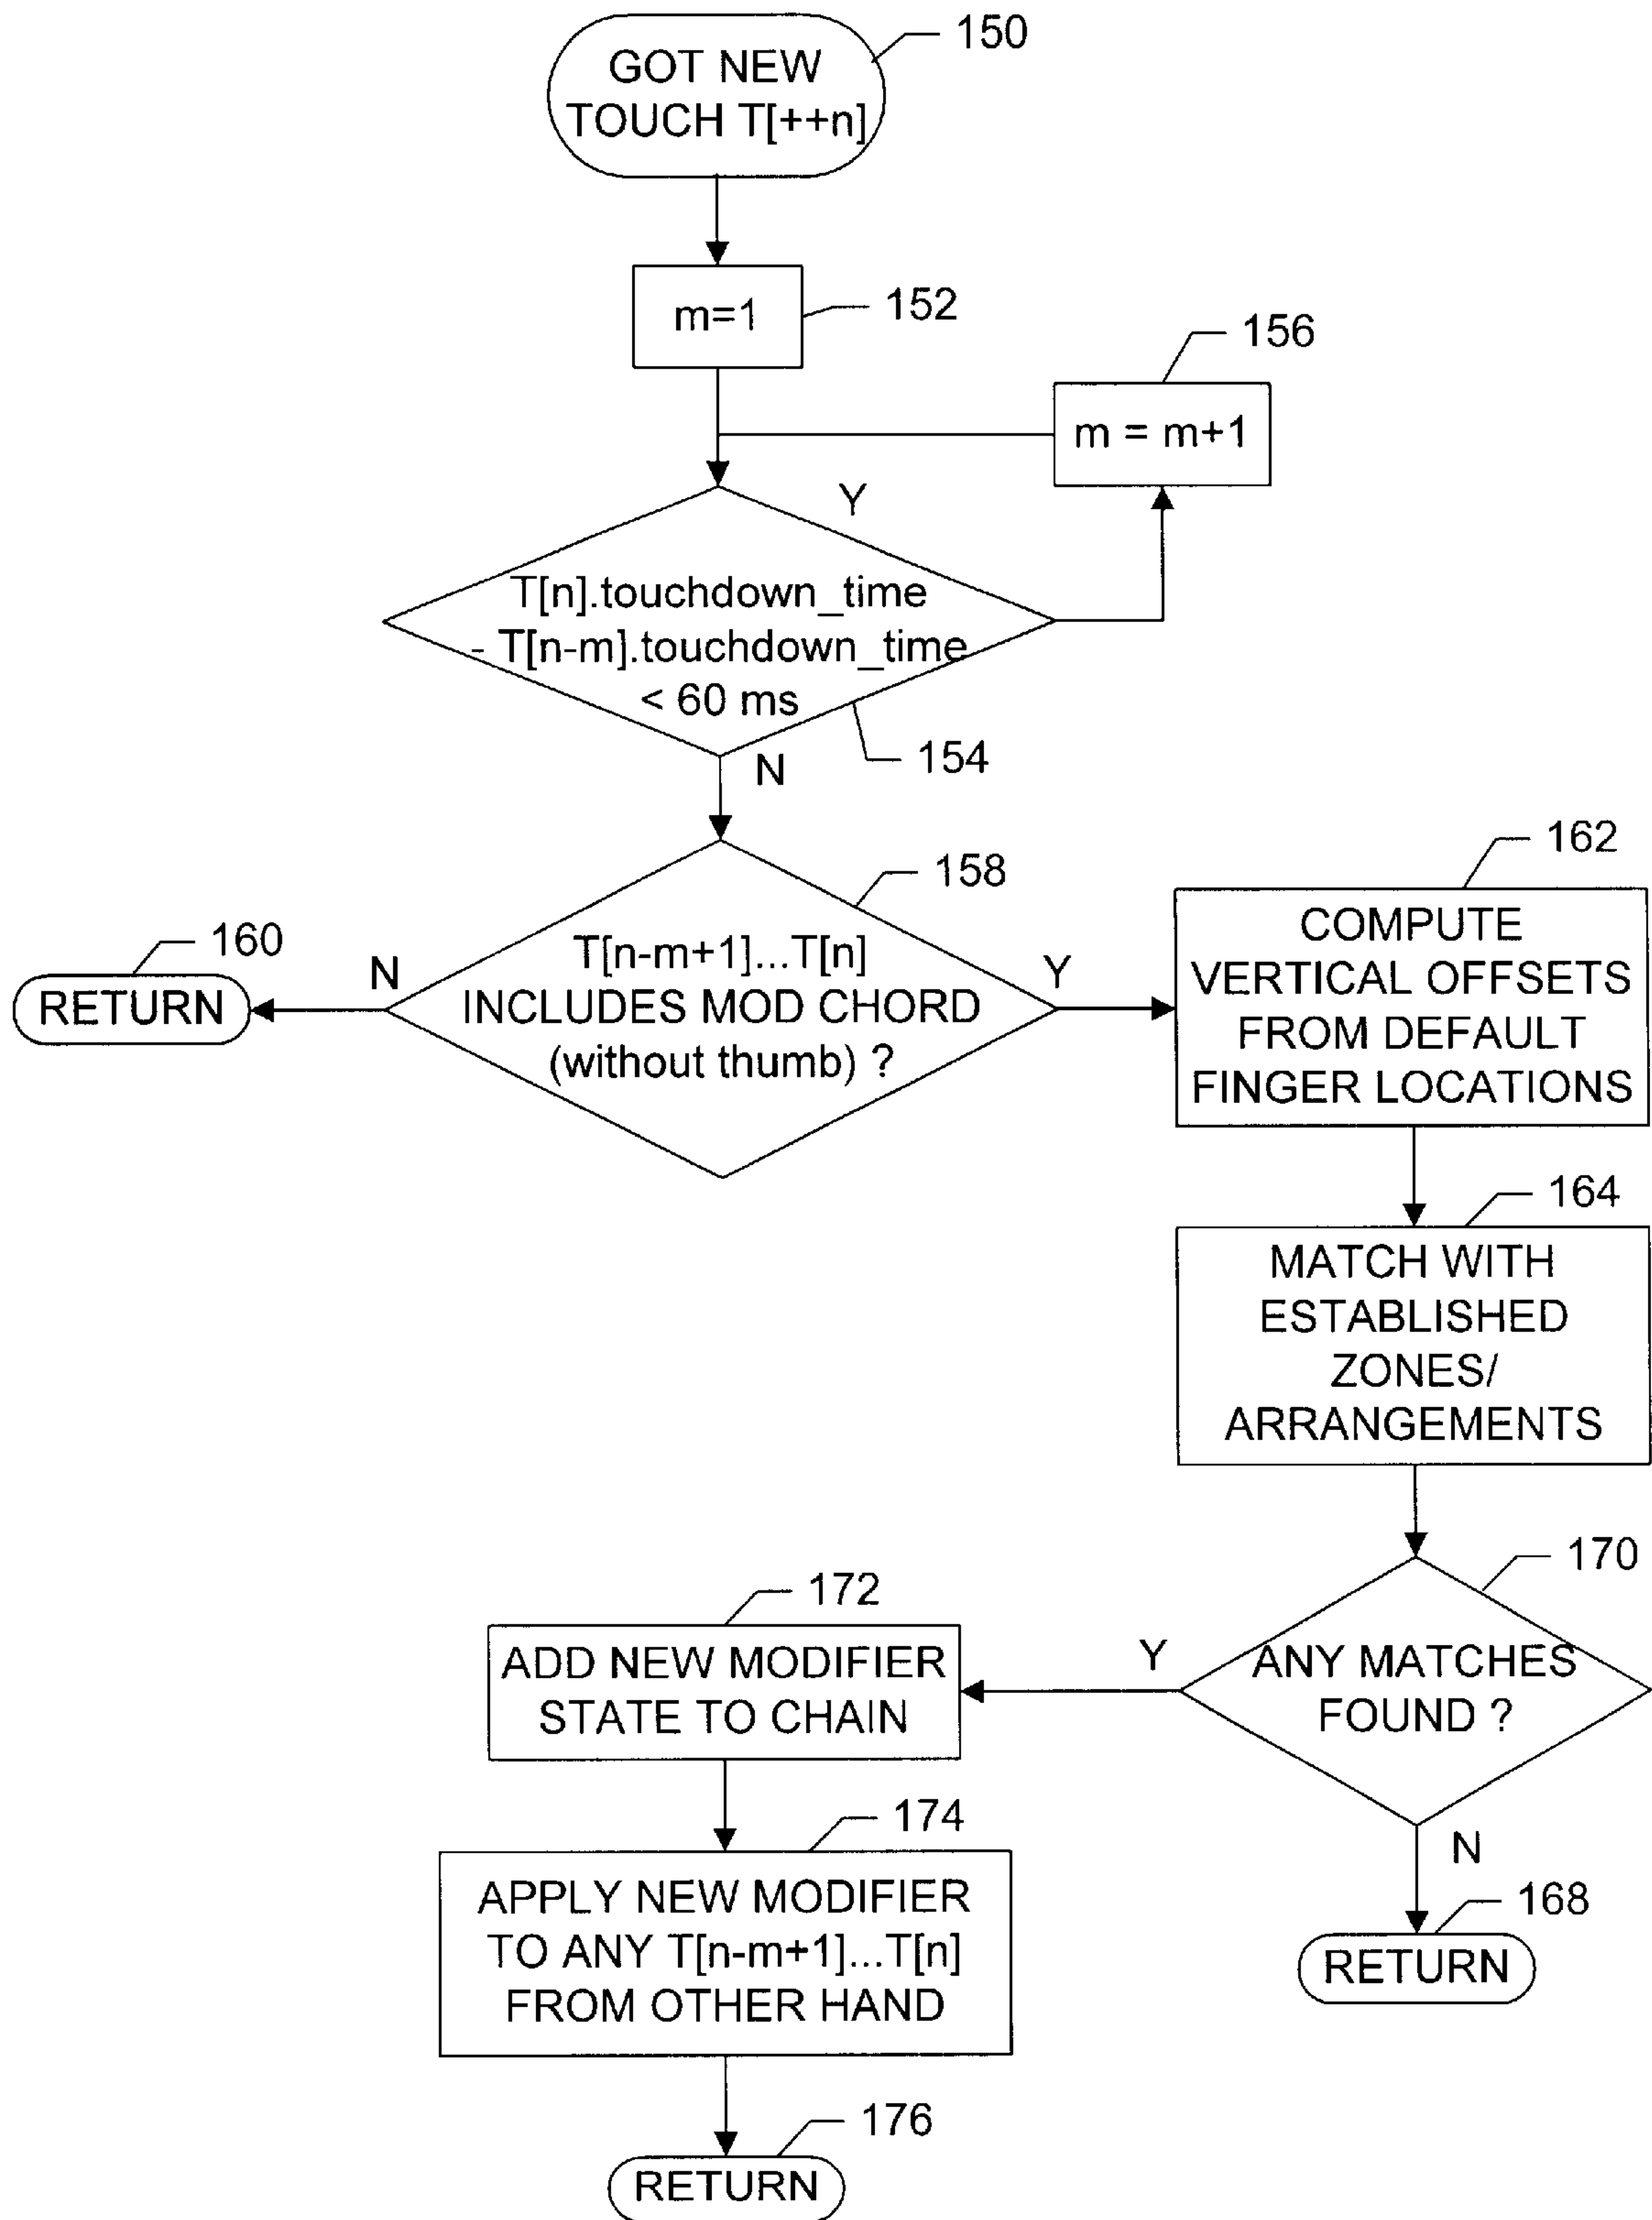 150
GOT NEW
TOUCH T[++n]
m=1
152
156
m = m+1
Y
T[n].touchdown_time
- T[n-m].touchdown_time
< 60 ms
154
N
158
160
N
RETURN
T[n-m+1]...T[n]
INCLUDES MOD CHORD
(without thumb) ?
Y
162
COMPUTE
VERTICAL OFFSETS
FROM DEFAULT
FINGER LOCATIONS
164
MATCH WITH
ESTABLISHED
ZONES/
ARRANGEMENTS
170
ANY MATCHES
FOUND ?
Y
172
ADD NEW MODIFIER
STATE TO CHAIN
N
168
RETURN
174
APPLY NEW MODIFIER
TO ANY T[n-m+1]...T[n]
FROM OTHER HAND
176
RETURN